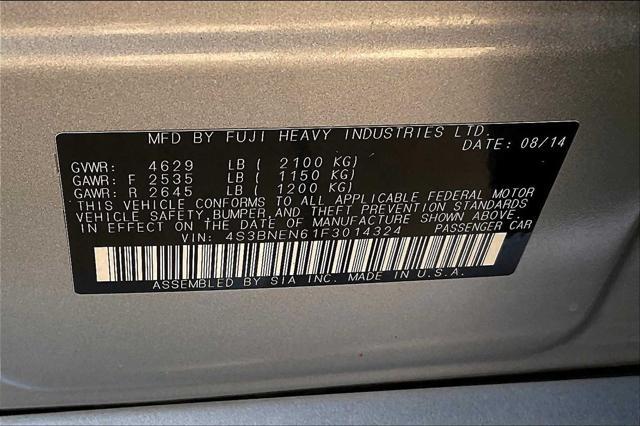 MFD BY FUJI HEAVY INDUSTRIES LTD.
DATE: 08/14
GVWR: 4629 LB ( 2100 KG)
GAWR: F 2535 LB ( 1150 KG)
GAWR: R 2645 LB ( 1200 KG)
THIS VEHICLE CONFORMS TO ALL APPLICABLE FEDERAL MOTOR
VEHICLE SAFETY,BUMPER,AND THEFT PREVENTION STANDARDS
IN EFFECT ON THE DATE OF MANUFACTURE SHOWN ABOVE.
VIN: 4S3BNEN61F3014324 PASSENGER CAR
ASSEMBLED BY SIA INC. MADE IN U.S.A.